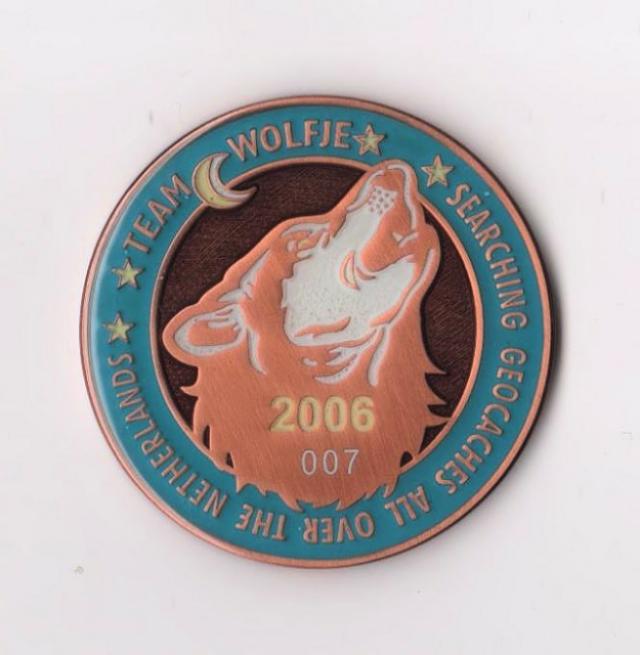 TEAM WOLFJE
SEARCHING GEOCACHES ALL OVER THE NETHERLANDS
2006
007